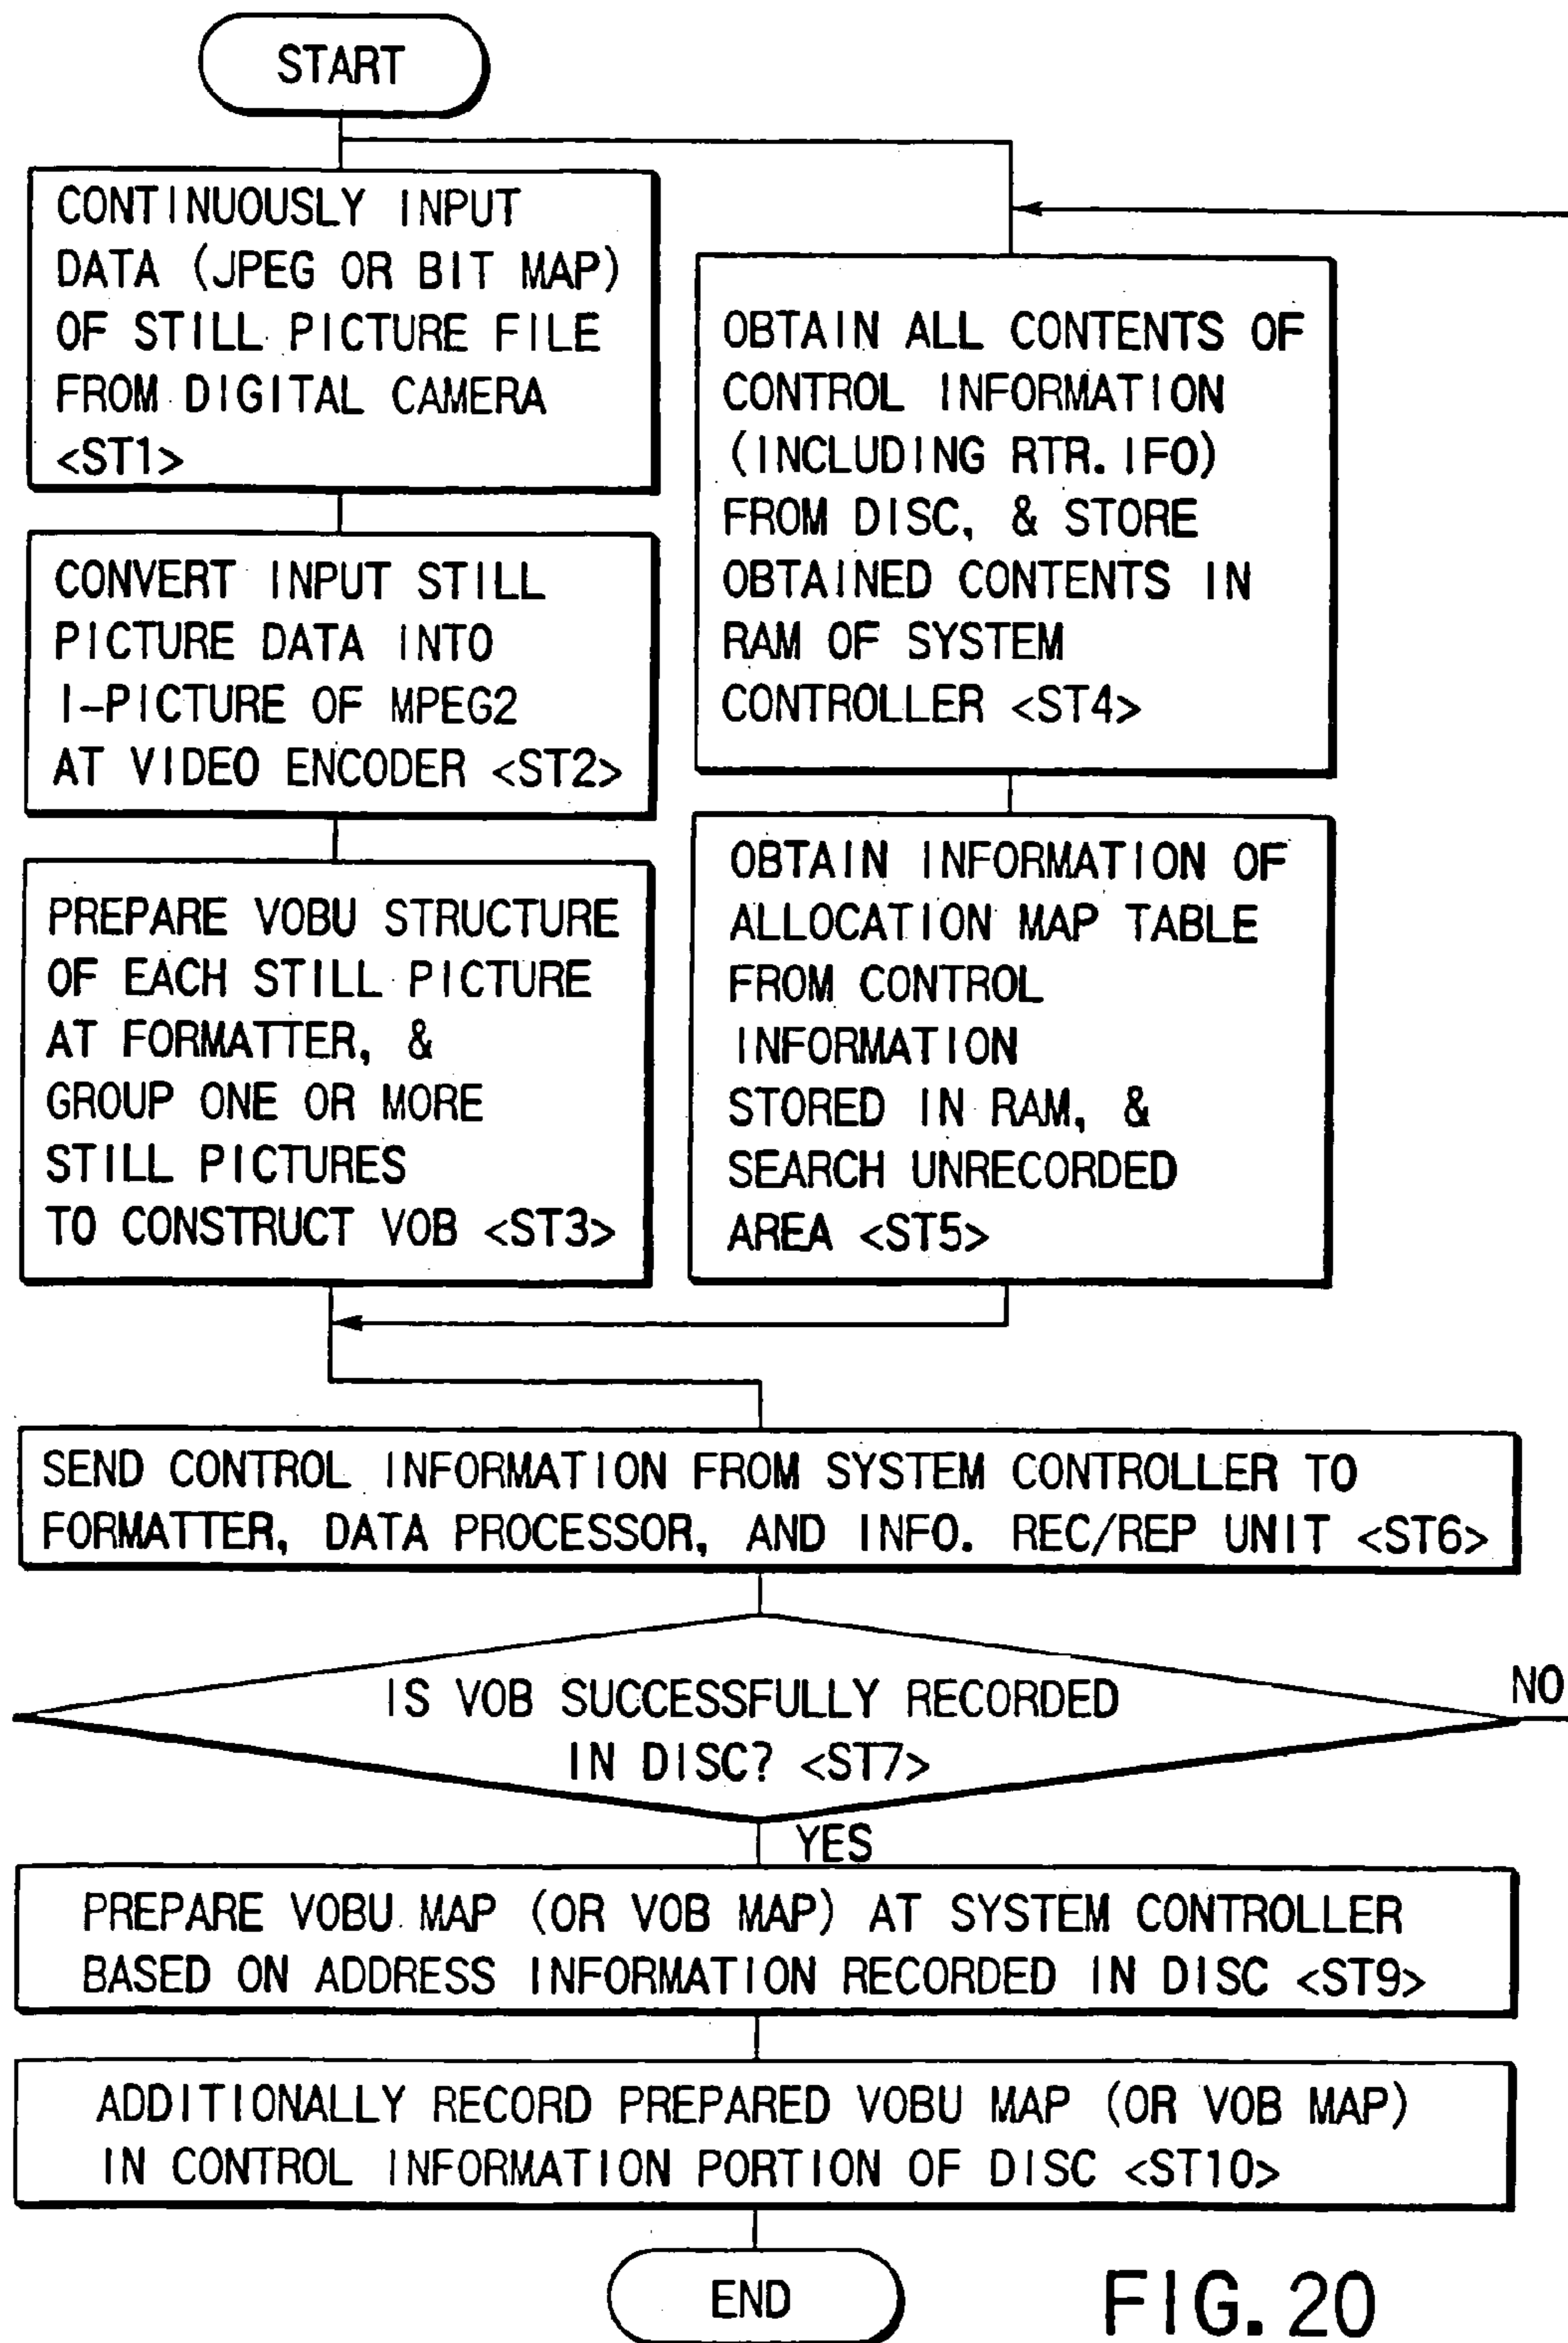 START
CONTINUOUSLY INPUT
DATA (JPEG OR BIT MAP)
OF STILL PICTURE FILE
FROM DIGITAL CAMERA
<ST1>
CONVERT INPUT STILL
PICTURE DATA INTO
I-PICTURE OF MPEG2
AT VIDEO ENCODER <ST2>
PREPARE VOBU STRUCTURE
OF EACH STILL PICTURE
AT FORMATTER, &
GROUP ONE OR MORE
STILL PICTURES
TO CONSTRUCT VOB <ST3>
OBTAIN ALL CONTENTS OF
CONTROL INFORMATION
(INCLUDING RTR. IFO)
FROM DISC, & STORE
OBTAINED CONTENTS IN
RAM OF SYSTEM
CONTROLLER <ST4>
OBTAIN INFORMATION OF
ALLOCATION MAP TABLE
FROM CONTROL
INFORMATION
STORED IN RAM, &
SEARCH UNRECORDED
AREA <ST5>
SEND CONTROL INFORMATION FROM SYSTEM CONTROLLER TO
FORMATTER, DATA PROCESSOR, AND INFO. REC/REP UNIT <ST6>
IS VOB SUCCESSFULLY RECORDED
IN DISC? <ST7>
NO
YES
PREPARE VOBU MAP (OR VOB MAP) AT SYSTEM CONTROLLER
BASED ON ADDRESS INFORMATION RECORDED IN DISC <ST9>
ADDITIONALLY RECORD PREPARED VOBU MAP (OR VOB MAP)
IN CONTROL INFORMATION PORTION OF DISC <ST10>
END
FIG. 20